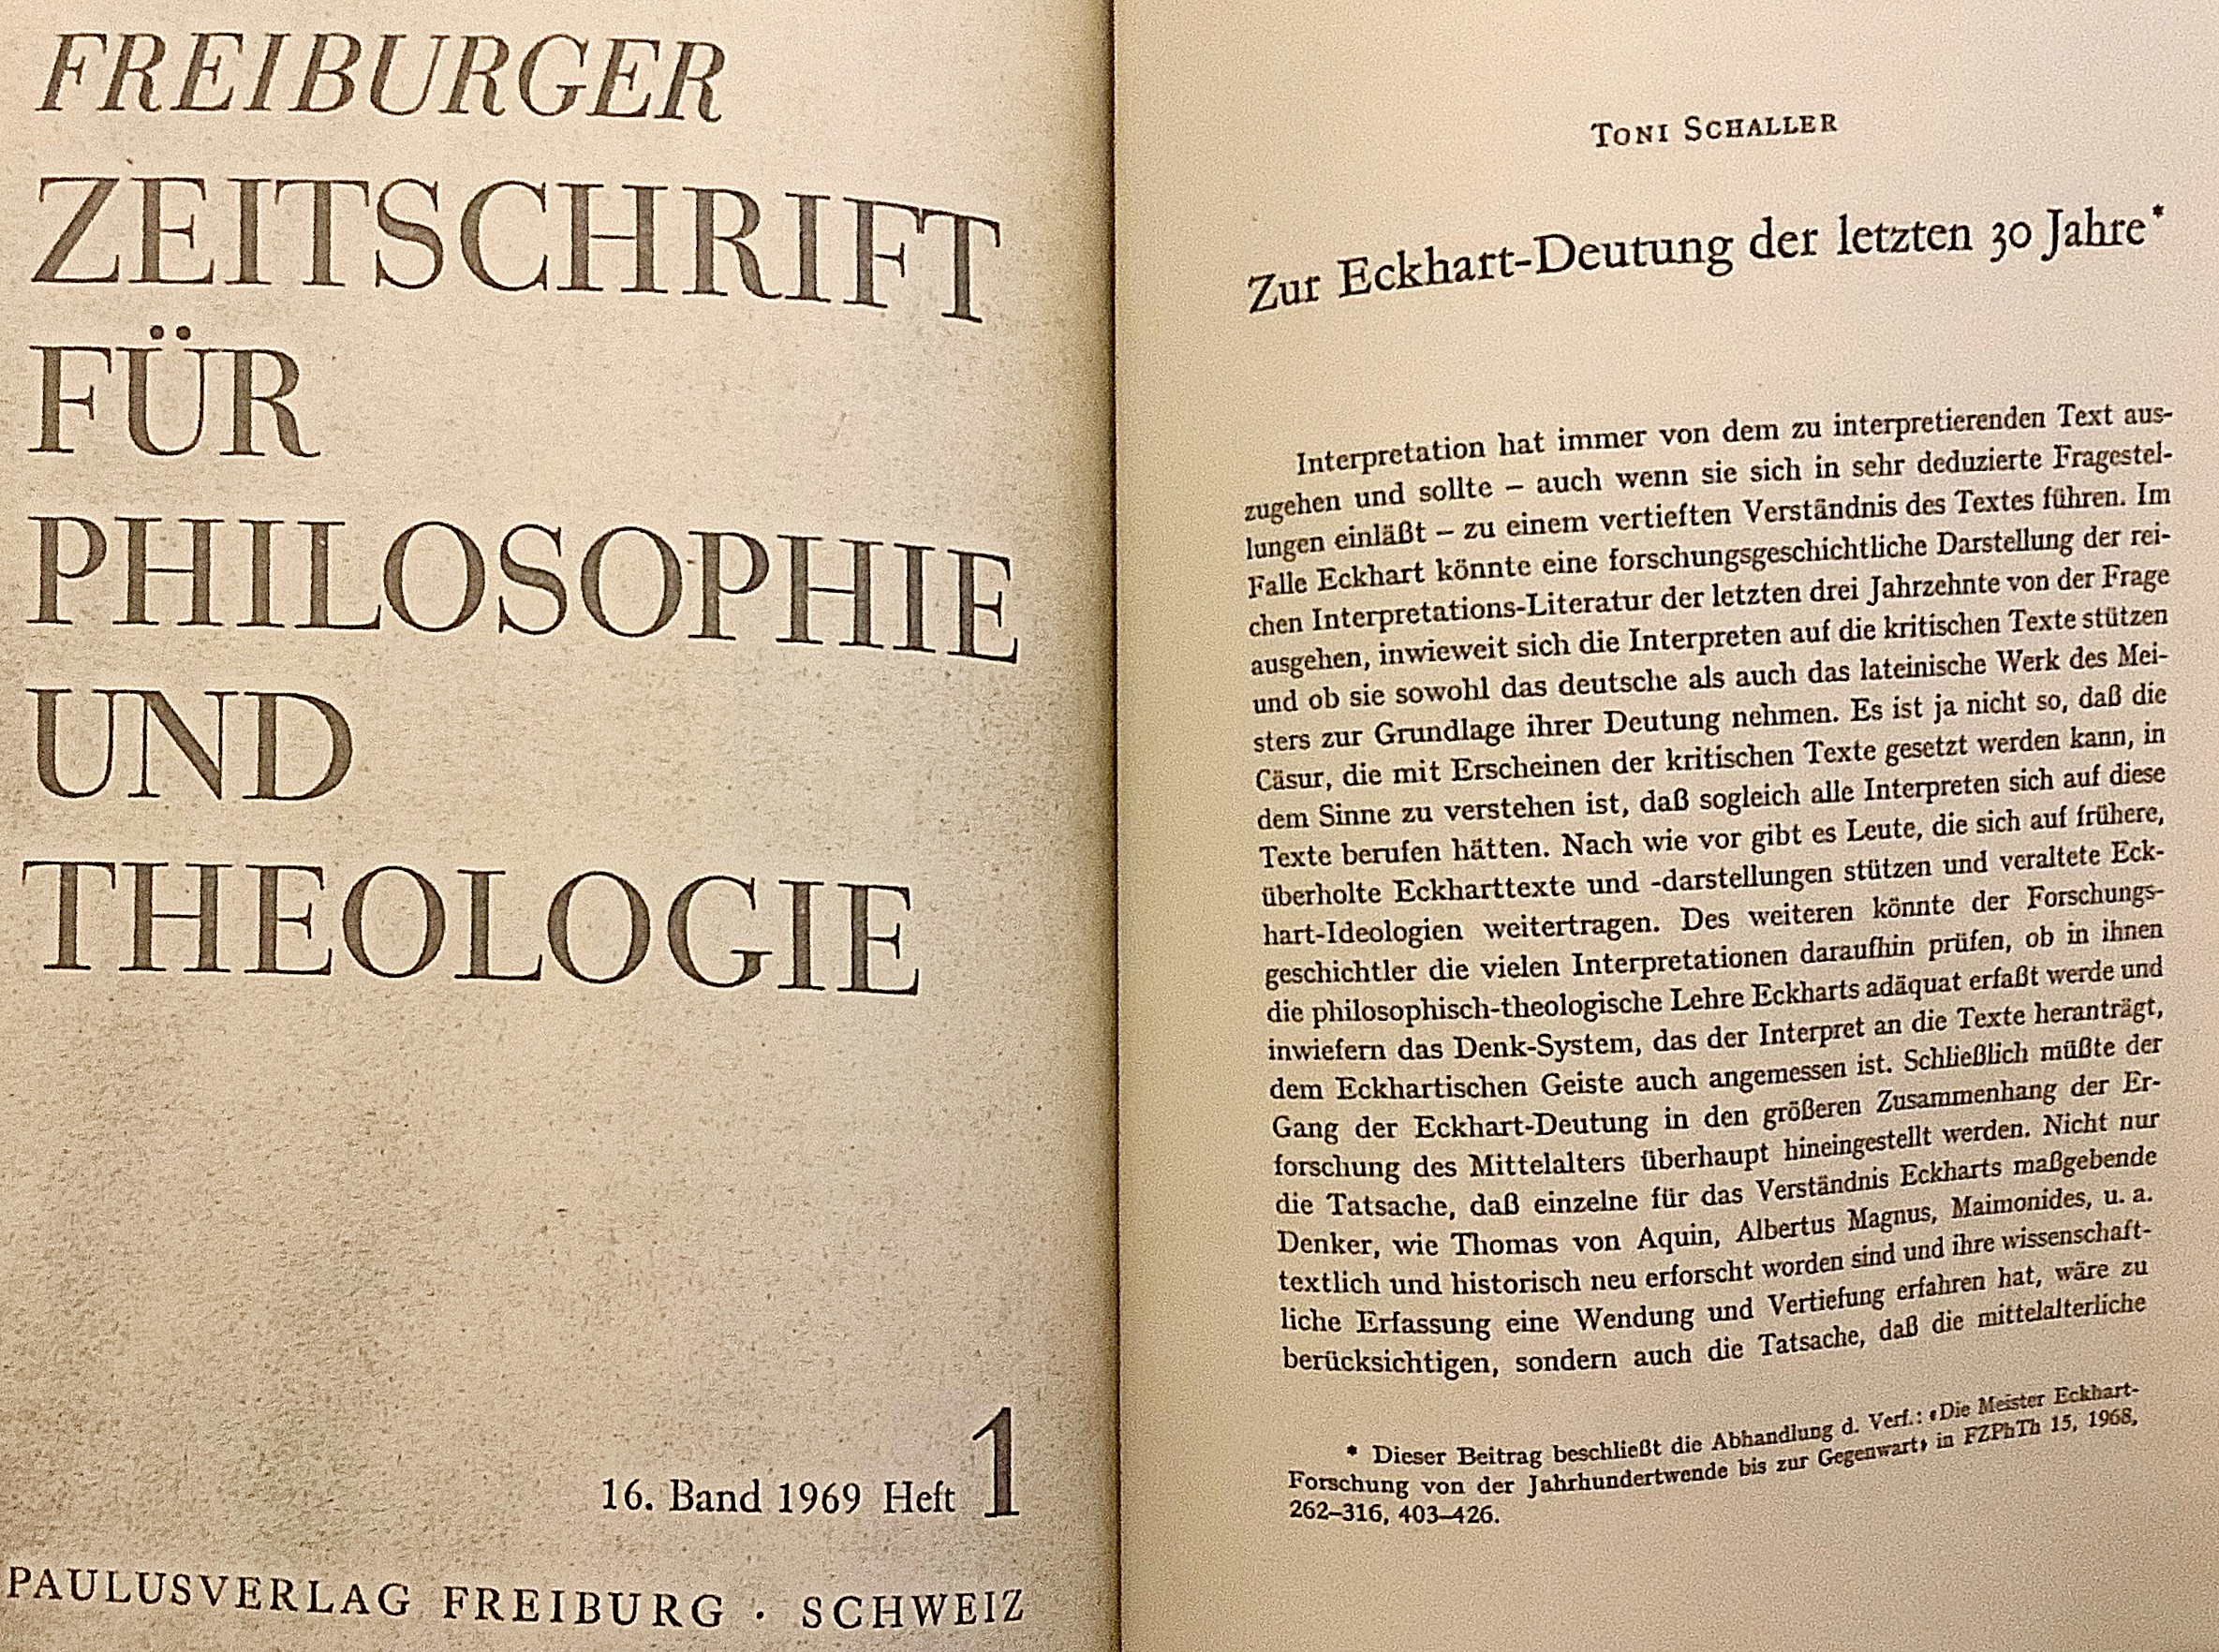 FREIBURGER
ZEITSCHRIFT
FÜR
PHILOSOPHIE
UND
THEOLOGIE
16. Band 1969 Heft 1
PAULUSVERLAG FREIBURG · SCHWEIZ
TONI SCHALLER
Zur Eckhart-Deutung der letzten 30 Jahre*
Interpretation hat immer von dem zu interpretierenden Text aus-
zugehen und sollte – auch wenn sie sich in sehr deduzierte Fragestel-
lungen einläßt – zu einem vertieften Verständnis des Textes führen. Im
Falle Eckhart könnte eine forschungsgeschichtliche Darstellung der rei-
chen Interpretations-Literatur der letzten drei Jahrzehnte von der Frage
ausgehen, inwieweit sich die Interpreten auf die kritischen Texte stützen
und ob sie sowohl das deutsche als auch das lateinische Werk des Mei-
sters zur Grundlage ihrer Deutung nehmen. Es ist ja nicht so, daß die
Cäsur, die mit Erscheinen der kritischen Texte gesetzt werden kann, in
dem Sinne zu verstehen ist, daß sogleich alle Interpreten sich auf diese
Texte berufen hätten. Nach wie vor gibt es Leute, die sich auf frühere,
überholte Eckharttexte und -darstellungen stützen und veraltete Eck-
hart-Ideologien weitertragen. Des weiteren könnte der Forschungs-
geschichtler die vielen Interpretationen daraufhin prüfen, ob in ihnen
die philosophisch-theologische Lehre Eckharts adäquat erfaßt werde und
inwiefern das Denk-System, das der Interpret an die Texte heranträgt,
dem Eckhartischen Geiste auch angemessen ist. Schließlich müßte der
Gang der Eckhart-Deutung in den größeren Zusammenhang der Er-
forschung des Mittelalters überhaupt hineingestellt werden. Nicht nur
die Tatsache, daß einzelne für das Verständnis Eckharts maßgebende
Denker, wie Thomas von Aquin, Albertus Magnus, Maimonides, u. a.
textlich und historisch neu erforscht worden sind und ihre wissenschaft-
liche Erfassung eine Wendung und Vertiefung erfahren hat, wäre zu
berücksichtigen, sondern auch die Tatsache, daß die mittelalterliche
* Dieser Beitrag beschließt die Abhandlung d. Verf.: «Die Meister Eckhart-
Forschung von der Jahrhundertwende bis zur Gegenwart» in FZPhTh 15, 1968,
262–316, 403–426.